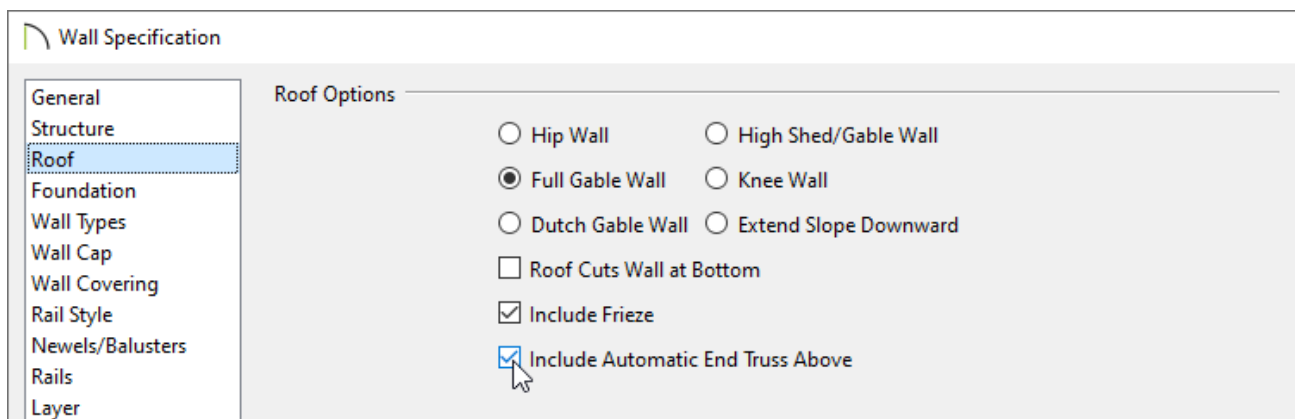 Wall Specification
General
Structure
Roof
Foundation
Wall Types
Wall Cap
Wall Covering
Rail Style
Newels/Balusters
Rails
Layer
Roof Options
Hip Wall
High Shed/Gable Wall
Full Gable Wall
Knee Wall
Dutch Gable Wall
Extend Slope Downward
Roof Cuts Wall at Bottom
Include Frieze
Include Automatic End Truss Above